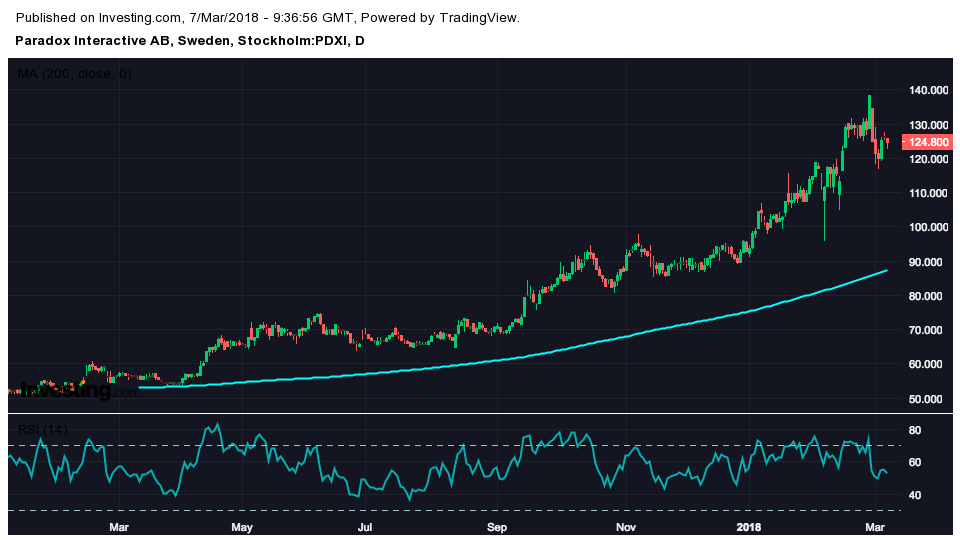 Published on Investing.com, 7/Mar/2018 - 9:36:56 GMT, Powered by TradingView.
Paradox Interactive AB, Sweden, Stockholm:PDXI, D
MA (200, close, 0)
140.000
130.000
124.800
120.000
110.000
100.000
90.000
80.000
70.000
60.000
50.000
Investing.com
RSI (14)
80
60
40
Mar May Jul Sep Nov 2018 Mar